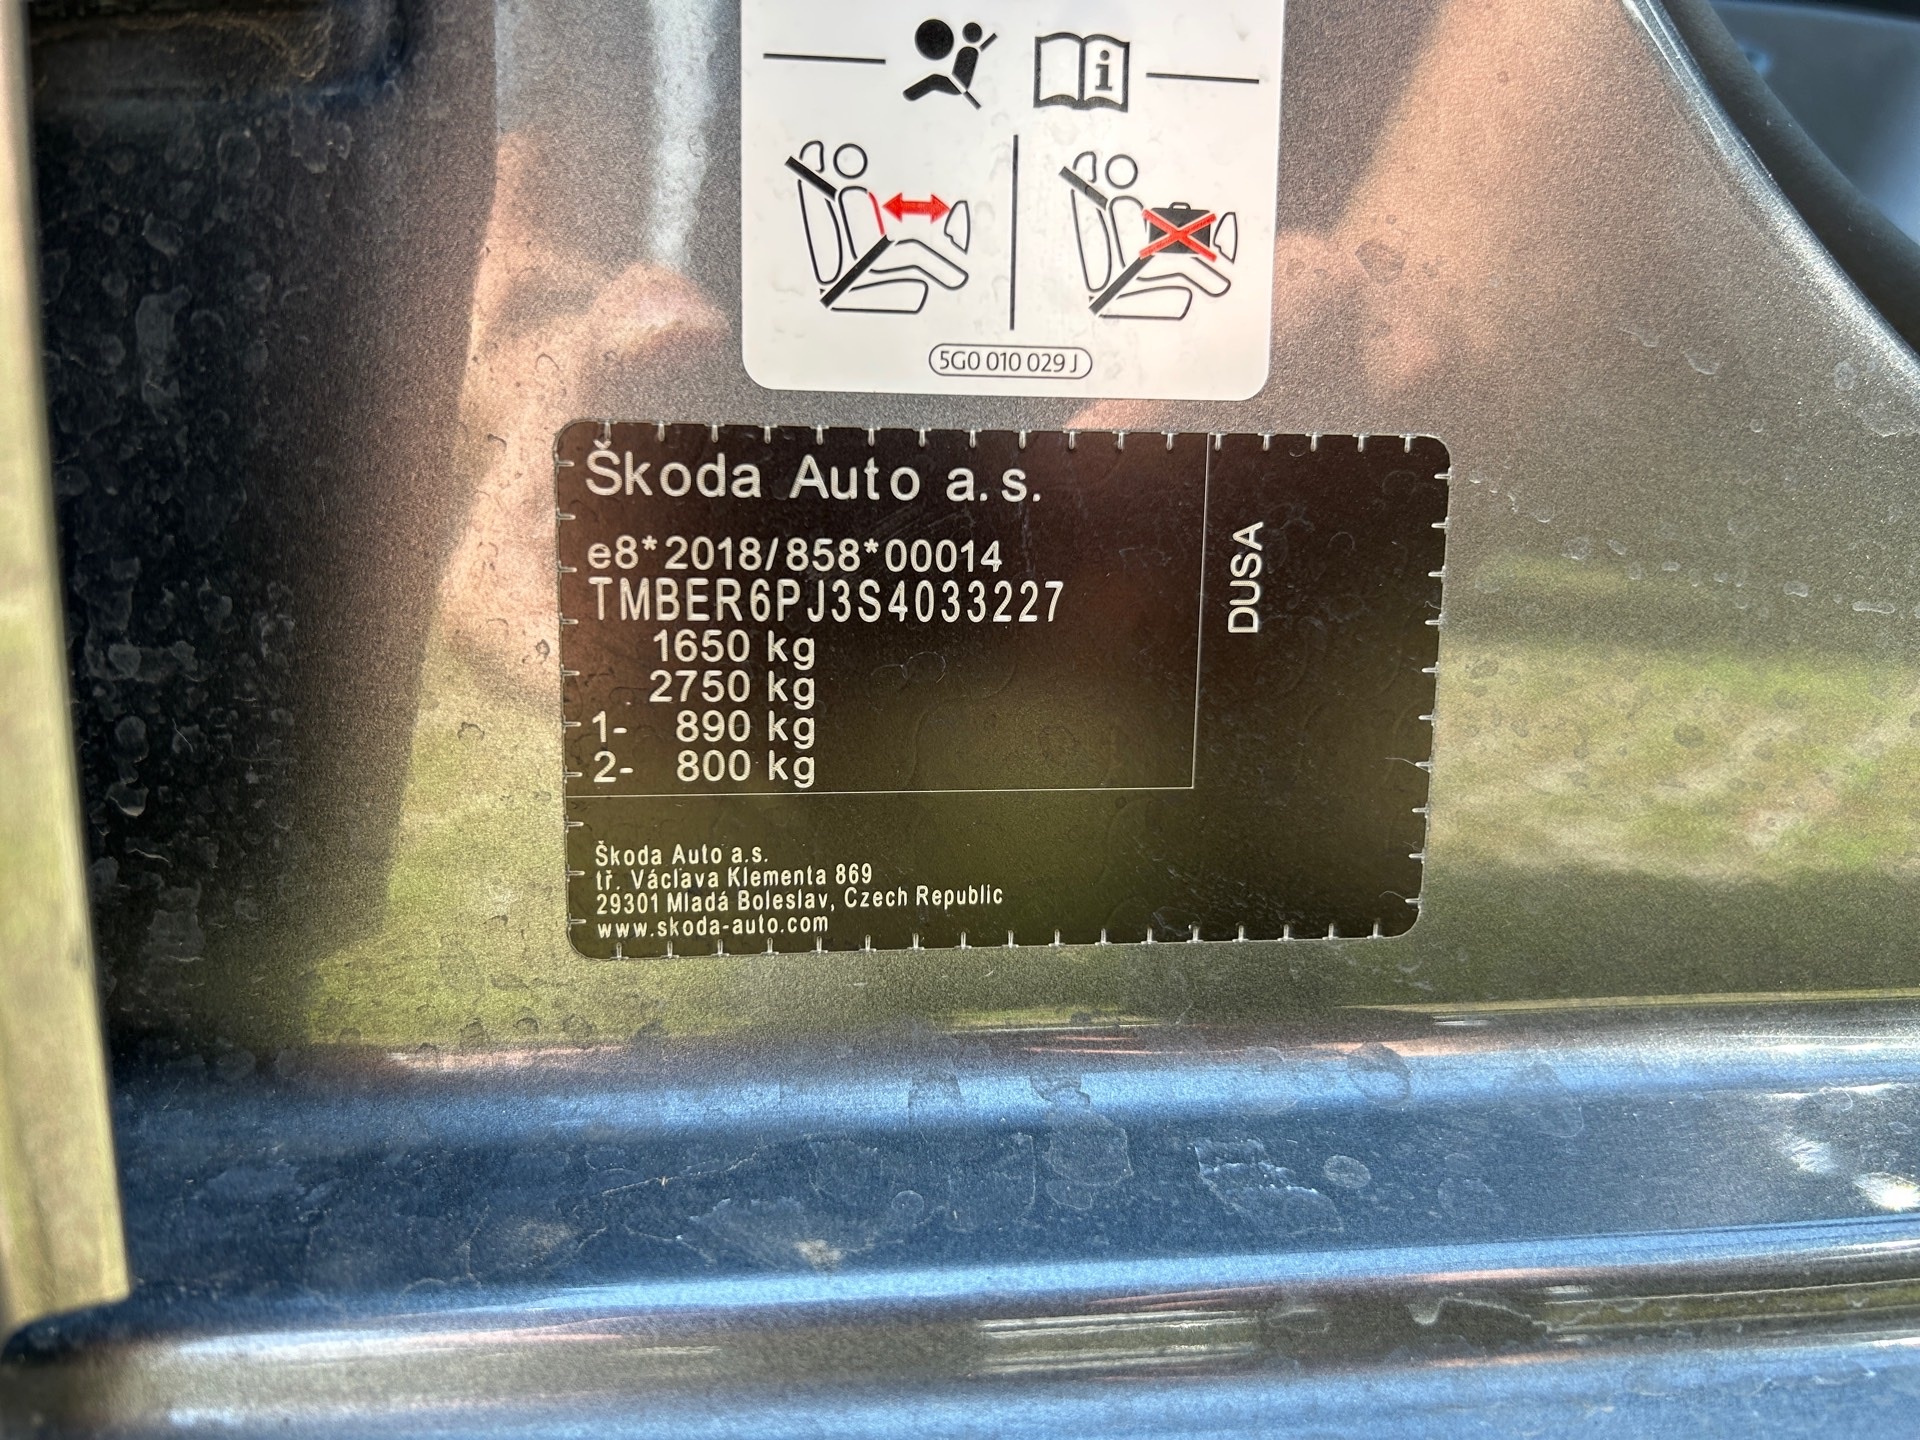 5G0 010 029 J
Škoda Auto a.s.
e8*2018/858*00014
TMBER6PJ3S4033227
1650 kg
2750 kg
1- 890 kg
2- 800 kg
DUSA
Škoda Auto a.s.
tř. Václava Klementa 869
29301 Mladá Boleslav, Czech Republic
www.skoda-auto.com